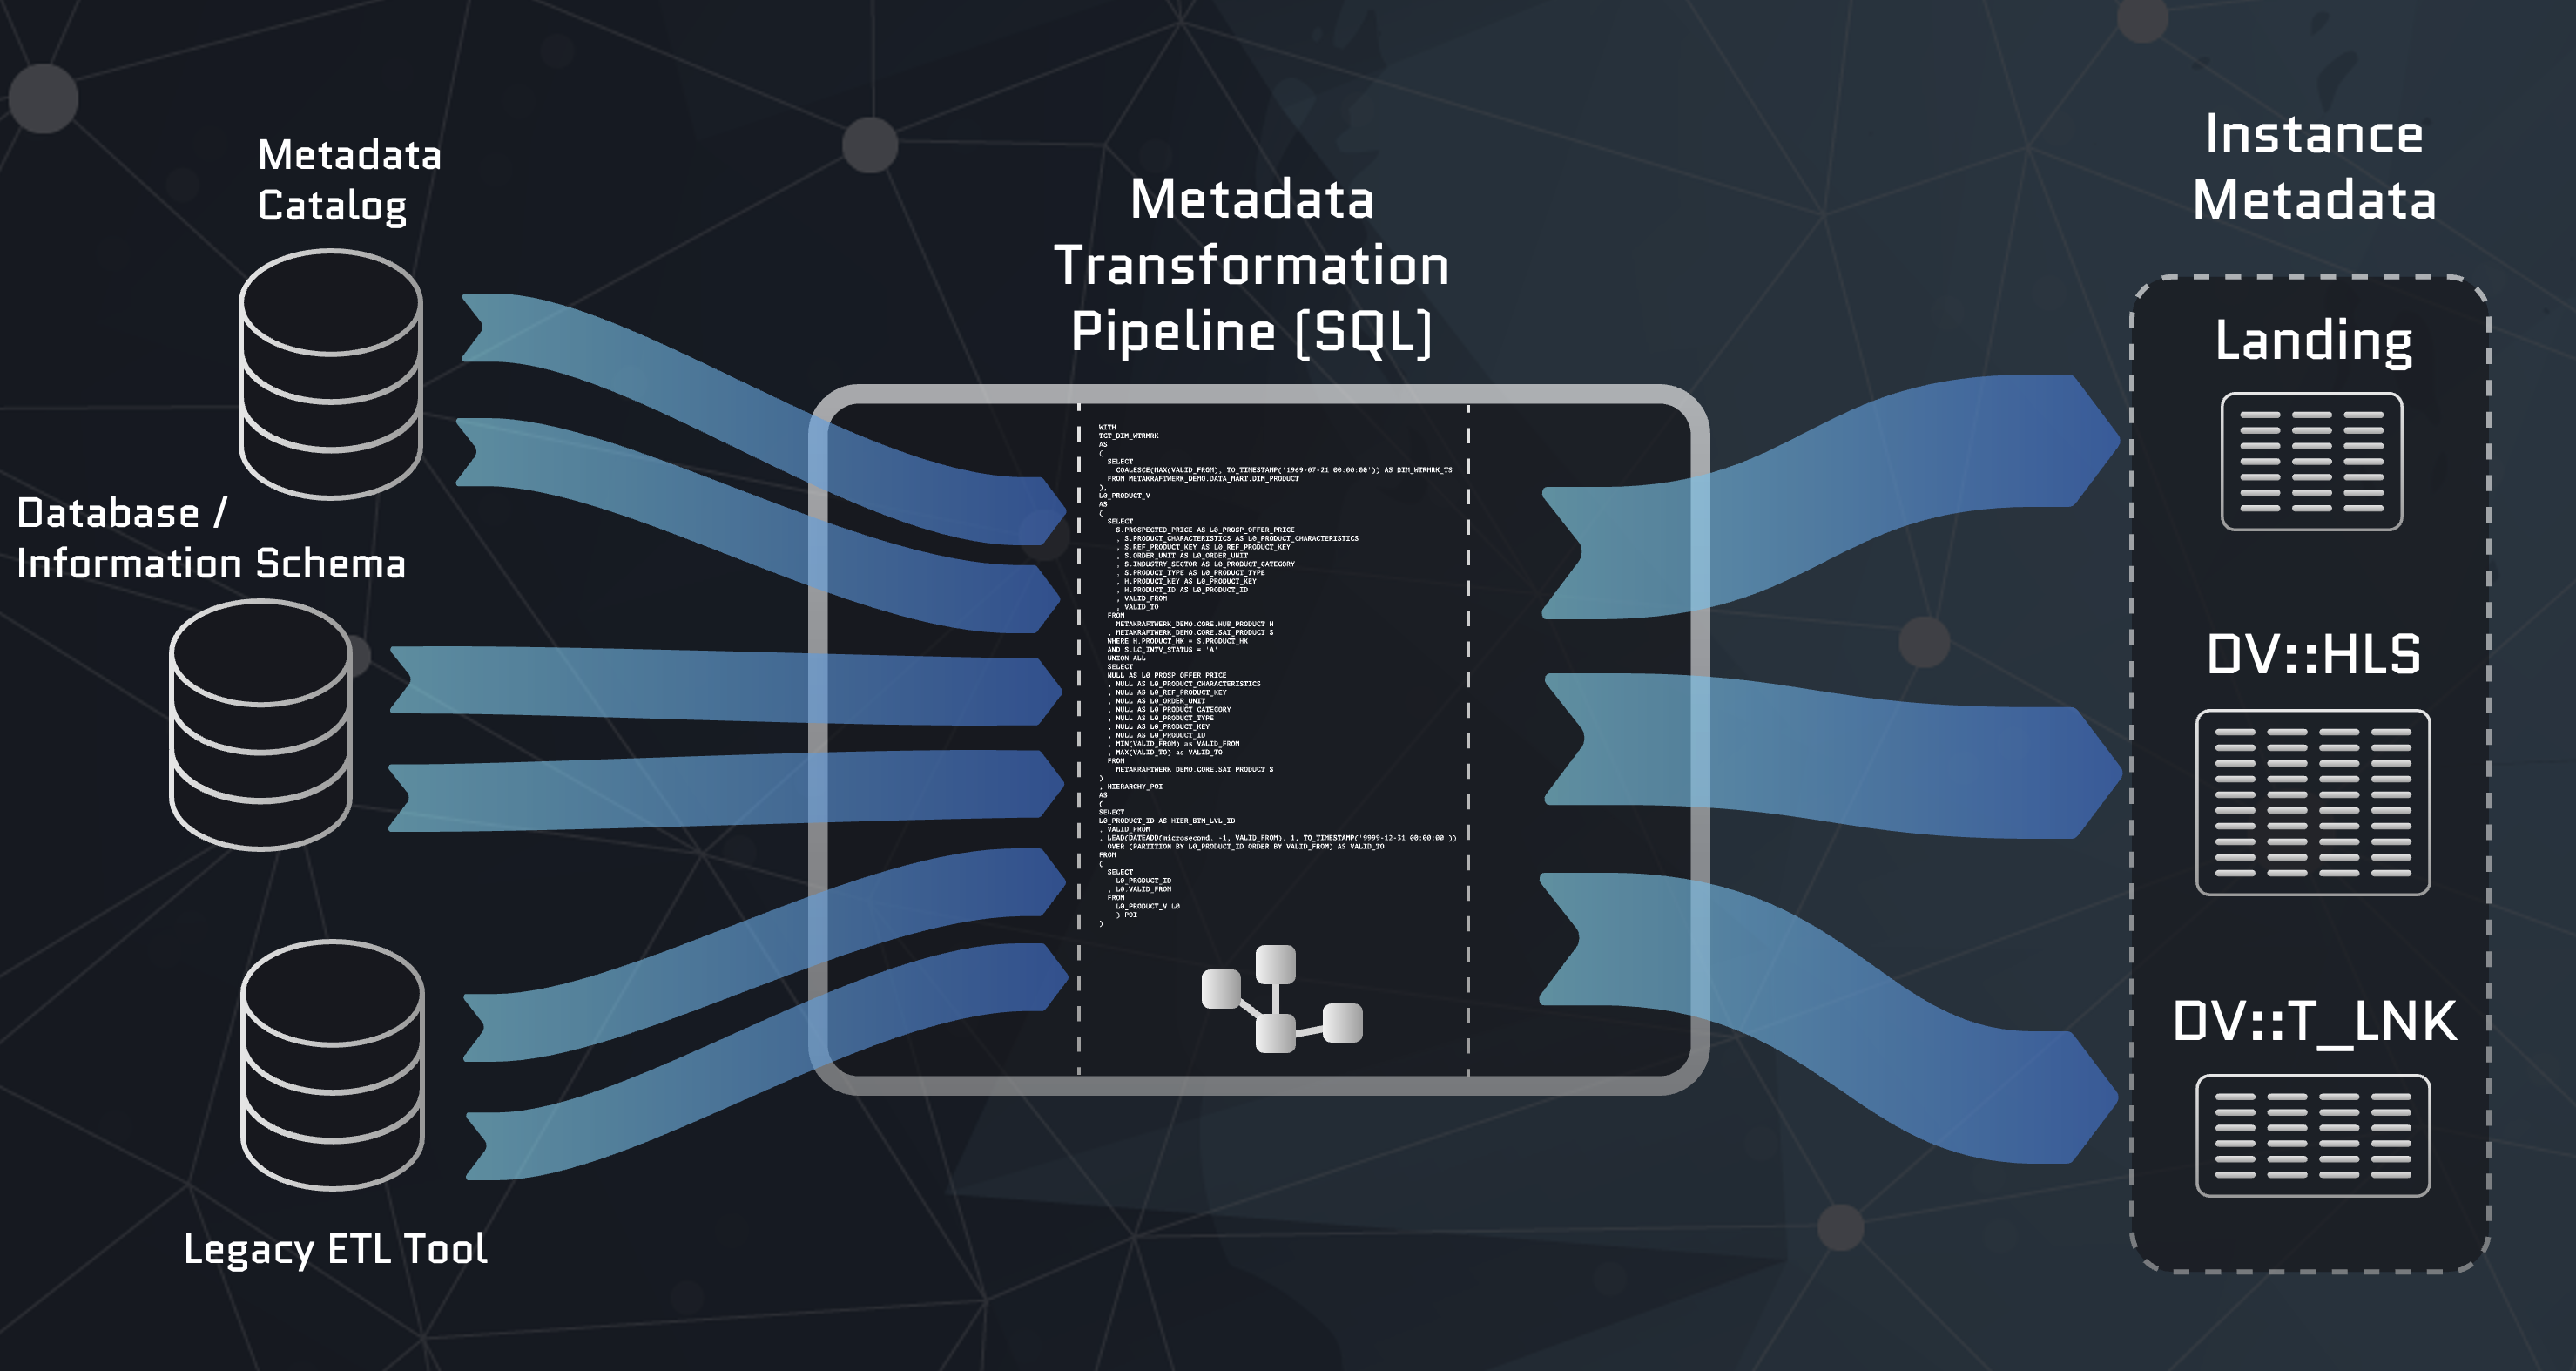 Metadata
Catalog
Database /
Information Schema
Legacy ETL Tool
Metadata
Transformation
Pipeline (SQL)
WITH
TGT_DIM_WTRMRK
AS
(
SELECT
COALESCE(MAX(VALID_FROM), TO_TIMESTAMP('1969-07-21 00:00:00')) AS DIM_WTRMRK_TS
FROM METAKRAFTWERK_DEMO.DATA_MART.DIM_PRODUCT
),
L0_PRODUCT_V
AS
(
SELECT
S.PROSPECTED_PRICE AS L0_PROSP_OFFER_PRICE
, S.PRODUCT_CHARACTERISTICS AS L0_PRODUCT_CHARACTERISTICS
, S.REF_PRODUCT_KEY AS L0_REF_PRODUCT_KEY
, S.ORDER_UNIT AS L0_ORDER_UNIT
, S.INDUSTRY_SECTOR AS L0_PRODUCT_CATEGORY
, S.PRODUCT_TYPE AS L0_PRODUCT_TYPE
, H.PRODUCT_KEY AS L0_PRODUCT_KEY
, H.PRODUCT_ID AS L0_PRODUCT_ID
, VALID_FROM
, VALID_TO
FROM
METAKRAFTWERK_DEMO.CORE.HUB_PRODUCT H
, METAKRAFTWERK_DEMO.CORE.SAT_PRODUCT S
WHERE H.PRODUCT_HK = S.PRODUCT_HK
AND S.LC_INTV_STATUS = 'A'
UNION ALL
SELECT
NULL AS L0_PROSP_OFFER_PRICE
, NULL AS L0_PRODUCT_CHARACTERISTICS
, NULL AS L0_REF_PRODUCT_KEY
, NULL AS L0_ORDER_UNIT
, NULL AS L0_PRODUCT_CATEGORY
, NULL AS L0_PRODUCT_TYPE
, NULL AS L0_PRODUCT_KEY
, NULL AS L0_PRODUCT_ID
, MIN(VALID_FROM) as VALID_FROM
, MAX(VALID_TO) as VALID_TO
FROM
METAKRAFTWERK_DEMO.CORE.SAT_PRODUCT S
)
, HIERARCHY_POI
AS
(
SELECT
L0_PRODUCT_ID AS HIER_BTM_LVL_ID
, VALID_FROM
, LEAD(DATEADD(microsecond, -1, VALID_FROM), 1, TO_TIMESTAMP('9999-12-31 00:00:00'))
OVER (PARTITION BY L0_PRODUCT_ID ORDER BY VALID_FROM) AS VALID_TO
FROM
(
SELECT
L0_PRODUCT_ID
, L0.VALID_FROM
FROM
L0_PRODUCT_V L0
) POI
)
Instance
Metadata
Landing
DV::HLS
DV::T_LNK